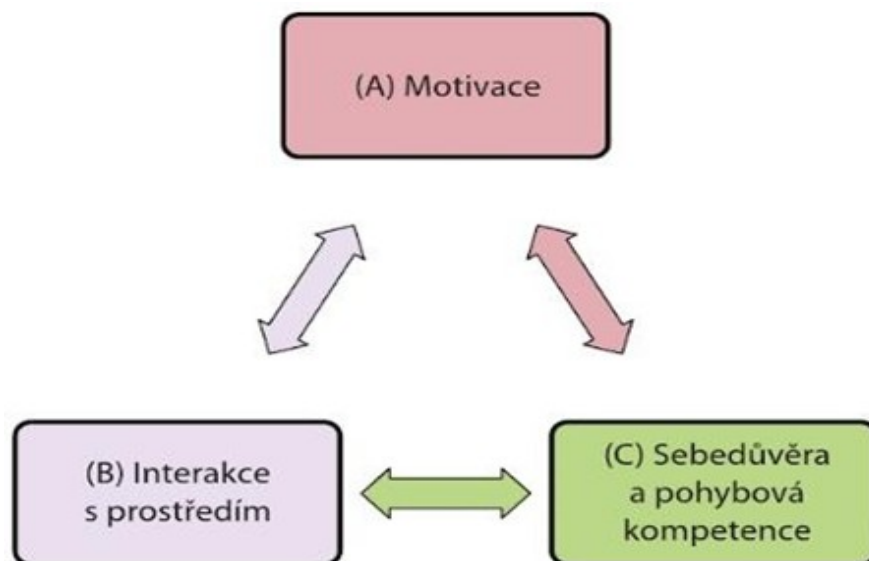 (A) Motivace
(B) Interakce
s prostředím
(C) Sebedůvěra
a pohybová
kompetence